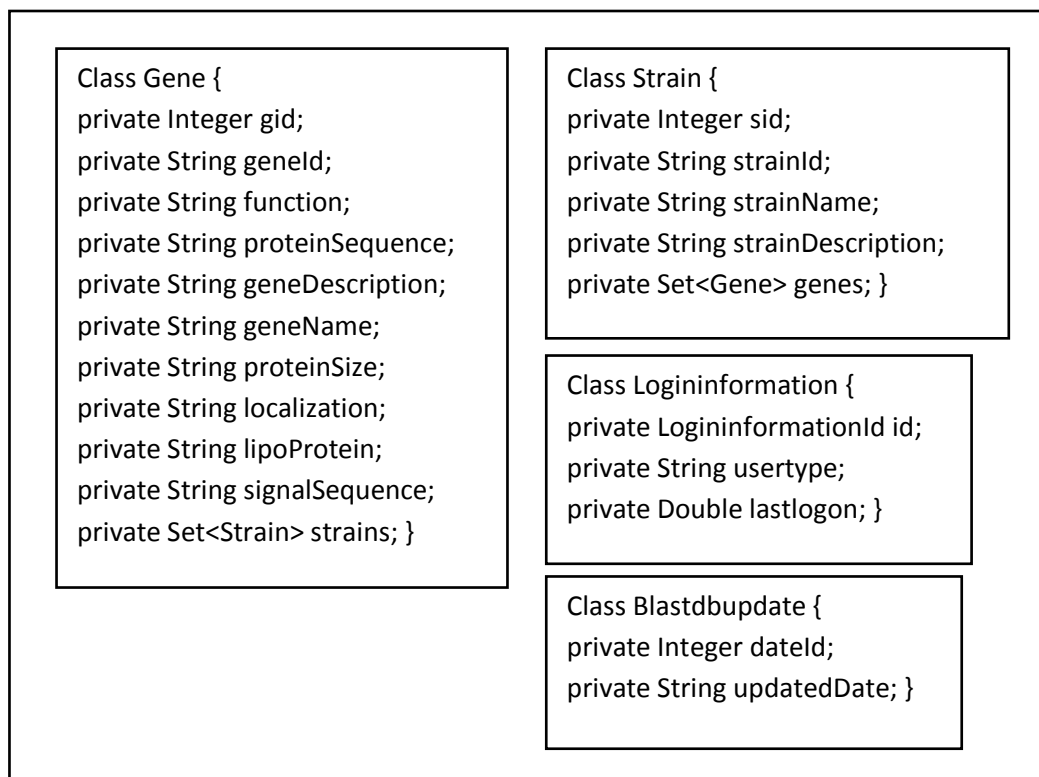 Class Gene {
private Integer gid;
private String geneId;
private String function;
private String proteinSequence;
private String geneDescription;
private String geneName;
private String proteinSize;
private String localization;
private String lipoProtein;
private String signalSequence;
private Set<Strain> strains; }
Class Strain {
private Integer sid;
private String strainId;
private String strainName;
private String strainDescription;
private Set<Gene> genes; }
Class Logininformation {
private LogininformationId id;
private String usertype;
private Double lastlogon; }
Class Blastdbupdate {
private Integer dateId;
private String updatedDate; }